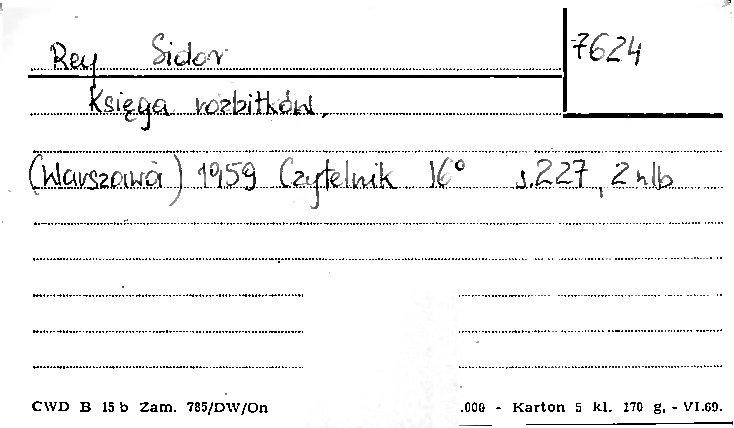 Rey Sidor
7624
Księga rozbitków.
(Warszawa) 1959 Czytelnik 16° s.227, 2 nlb
CWD B 15 b Zam. 785/DW/On .000 - Karton 5 kl. 170 g, - VI.69.